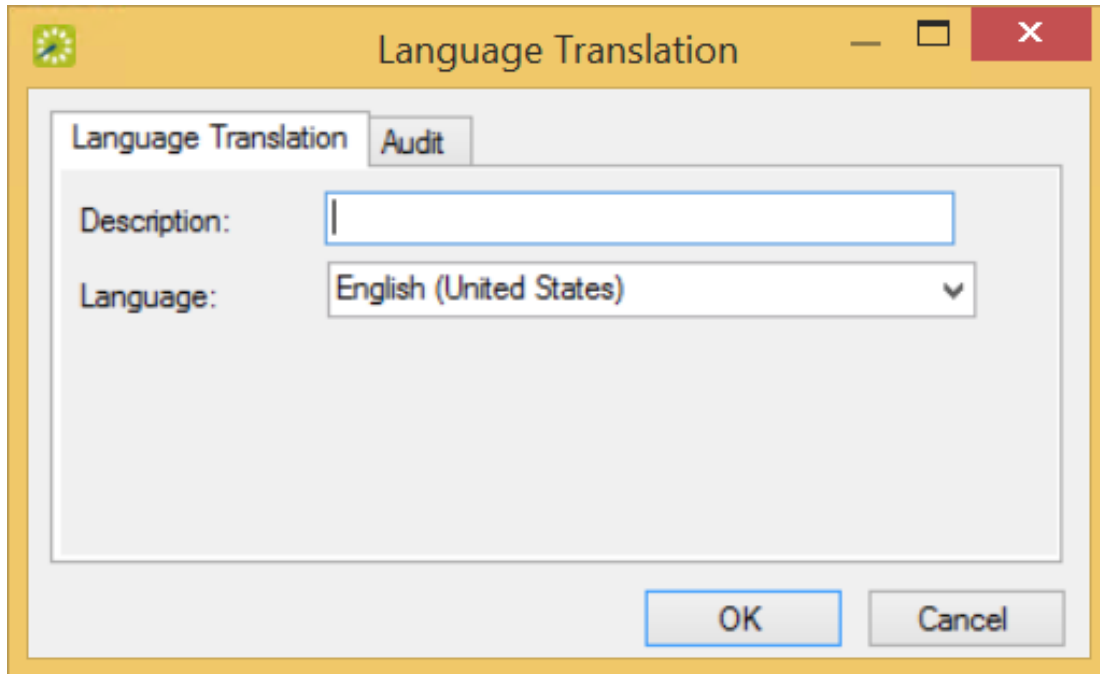 Language Translation
Language Translation
Audit
Description:
Language:
English (United States)
OK
Cancel